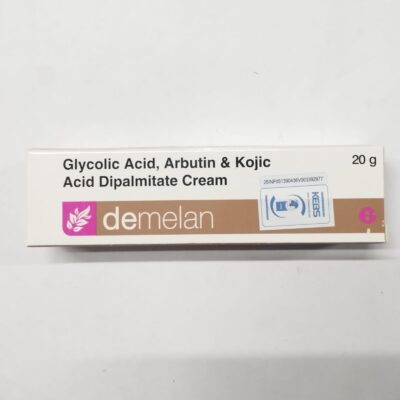 Glycolic Acid, Arbutin & Kojic
Acid Dipalmitate Cream
20 g
demelan
KEBS